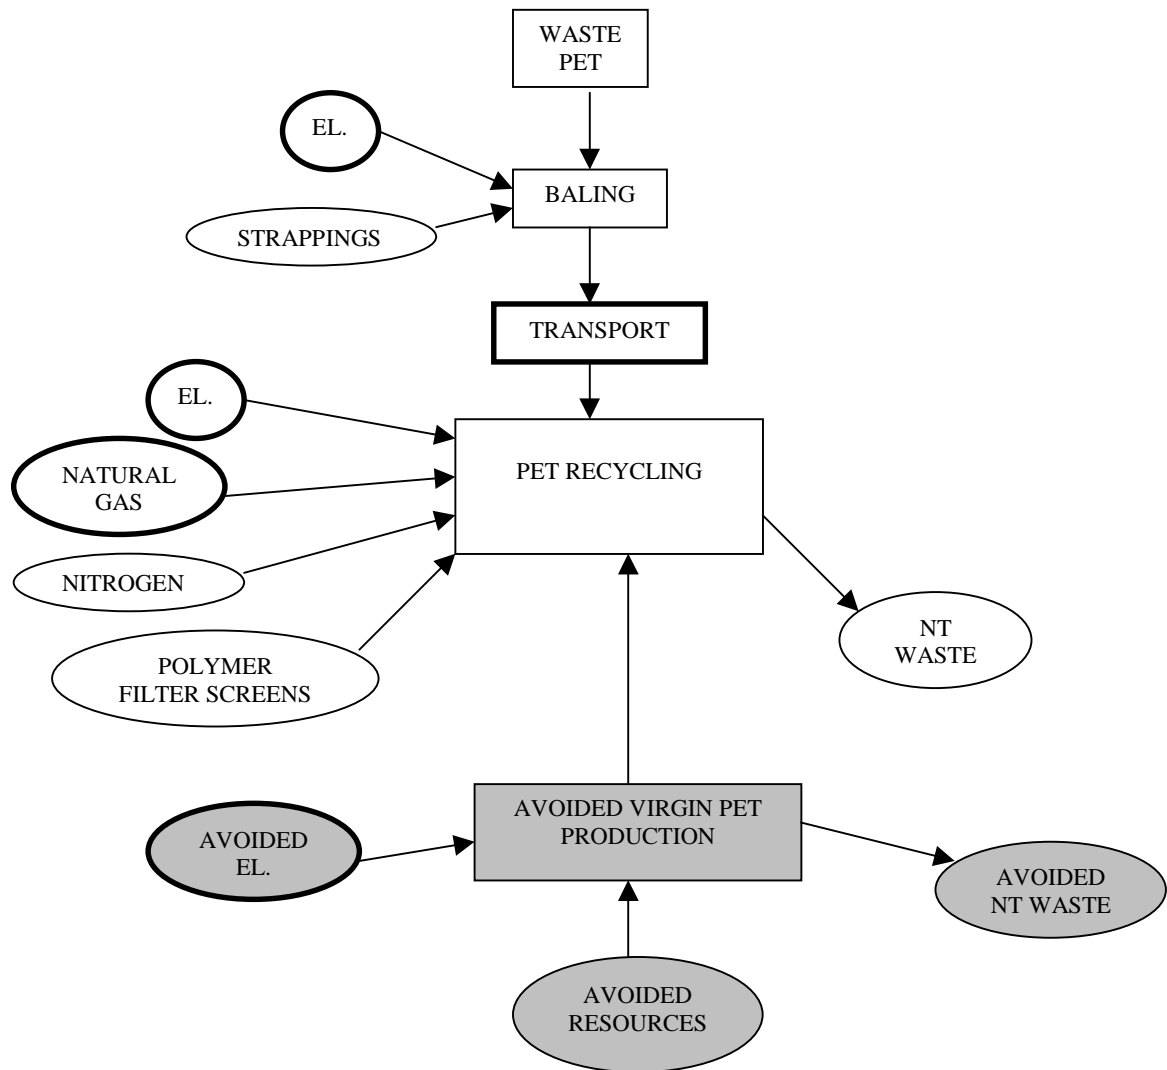 WASTE
PET
EL.
BALING
STRAPPINGS
TRANSPORT
EL.
PET RECYCLING
NATURAL
GAS
NITROGEN
NT
WASTE
POLYMER
FILTER SCREENS
AVOIDED VIRGIN PET
PRODUCTION
AVOIDED
EL.
AVOIDED
NT WASTE
AVOIDED
RESOURCES